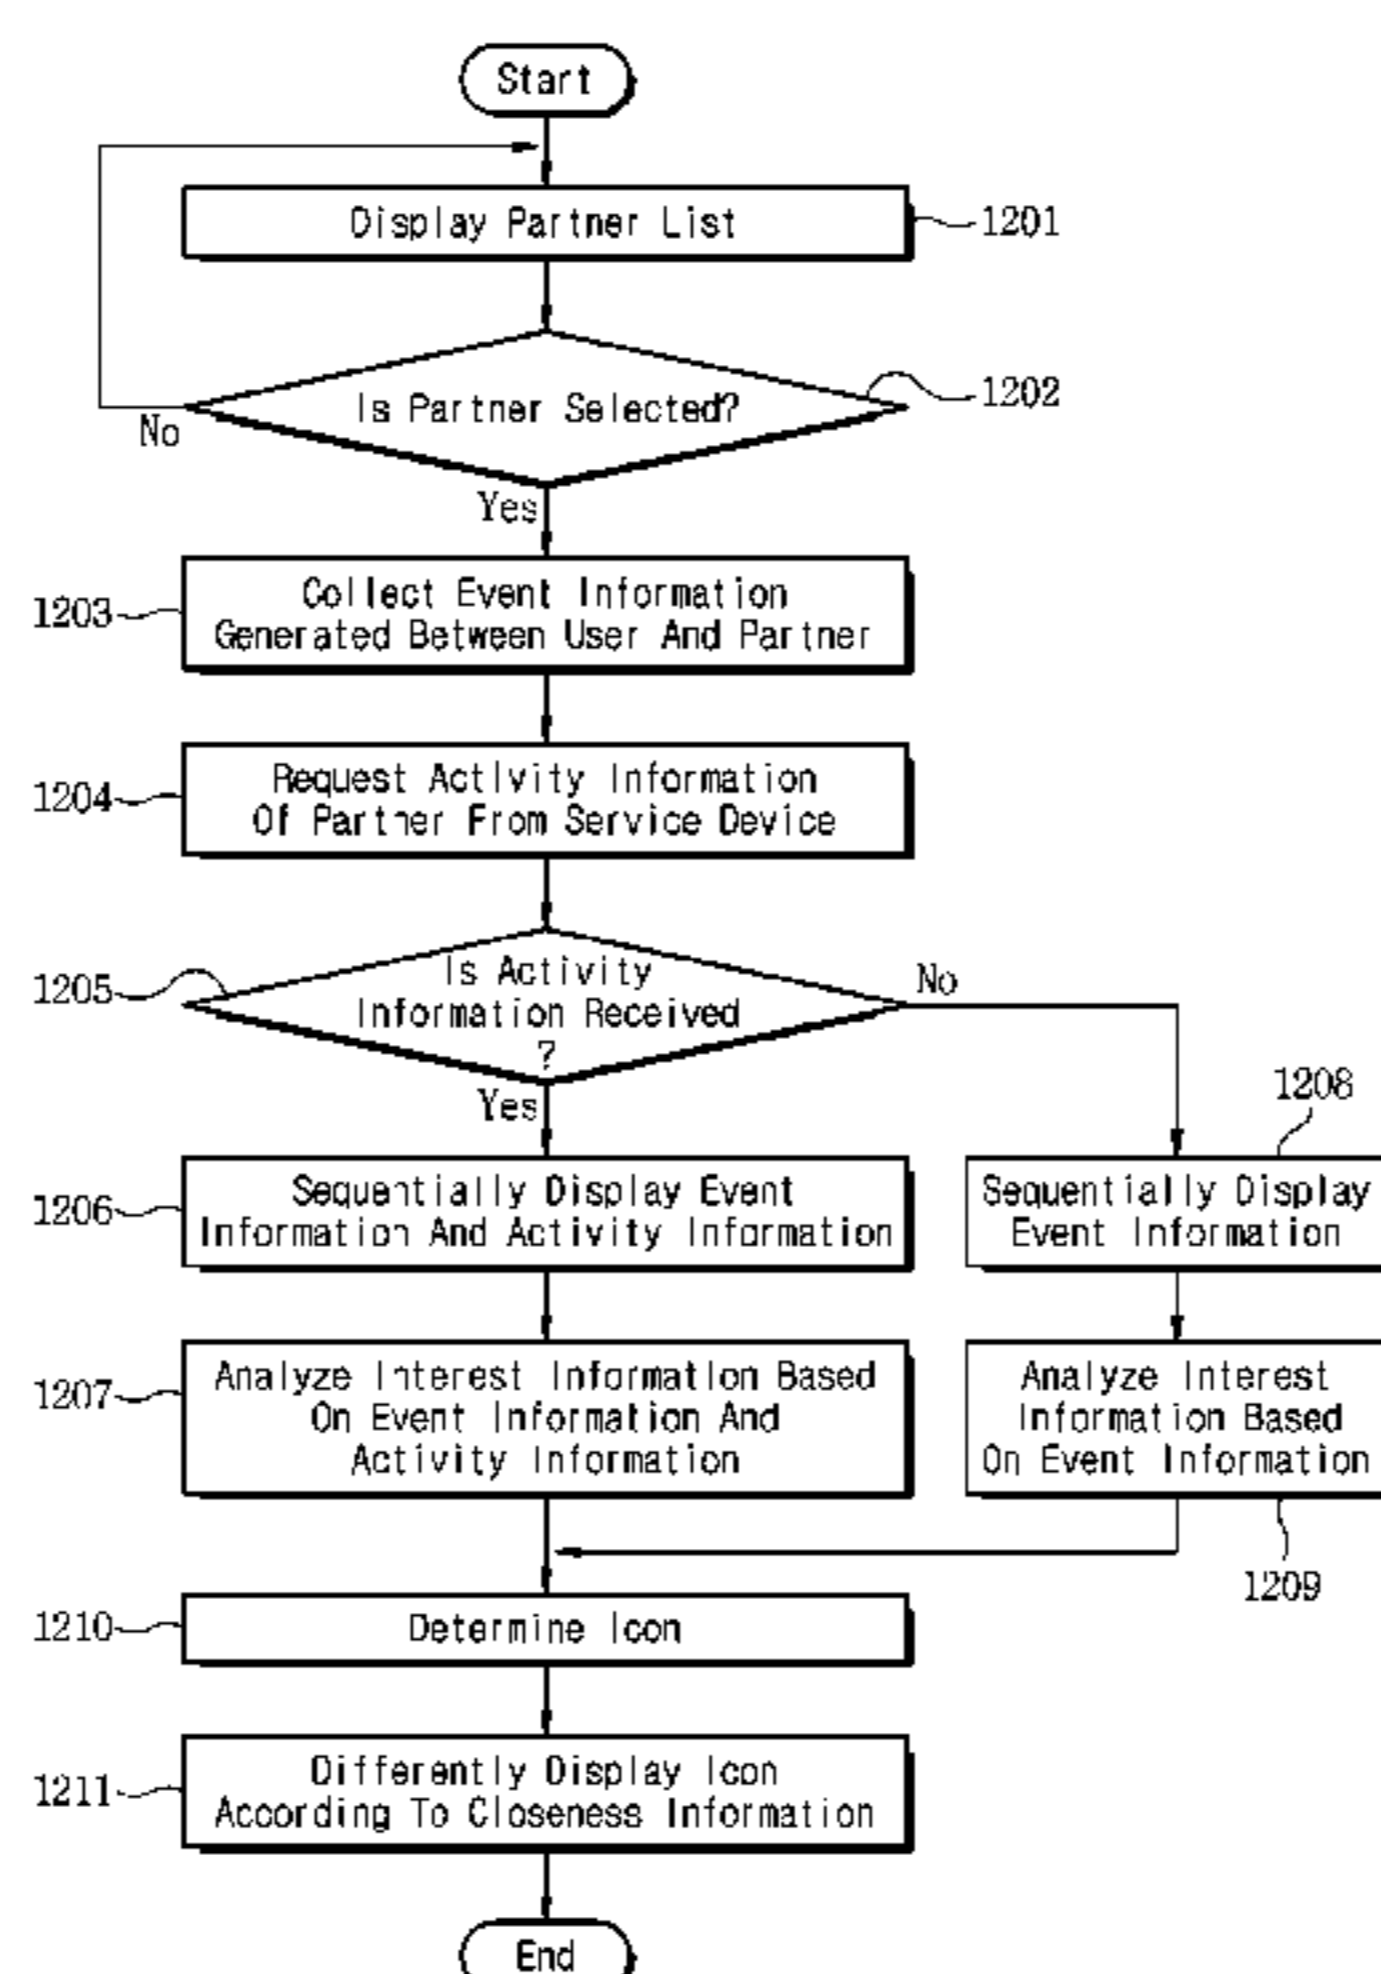 Start
Display Partner List
1201
Is Partner Selected?
1202
No
Yes
1203
Collect Event Information
Generated Between User And Partner
1204
Request Activity Information
Of Partner From Service Device
1205
Is Activity
Information Received
?
No
Yes
1208
1206
Sequentially Display Event
Information And Activity Information
Sequentially Display
Event Information
1207
Analyze Interest Information Based
On Event Information And
Activity Information
Analyze Interest
Information Based
On Event Information
1209
1210
Determine Icon
1211
Differently Display Icon
According To Closeness Information
End